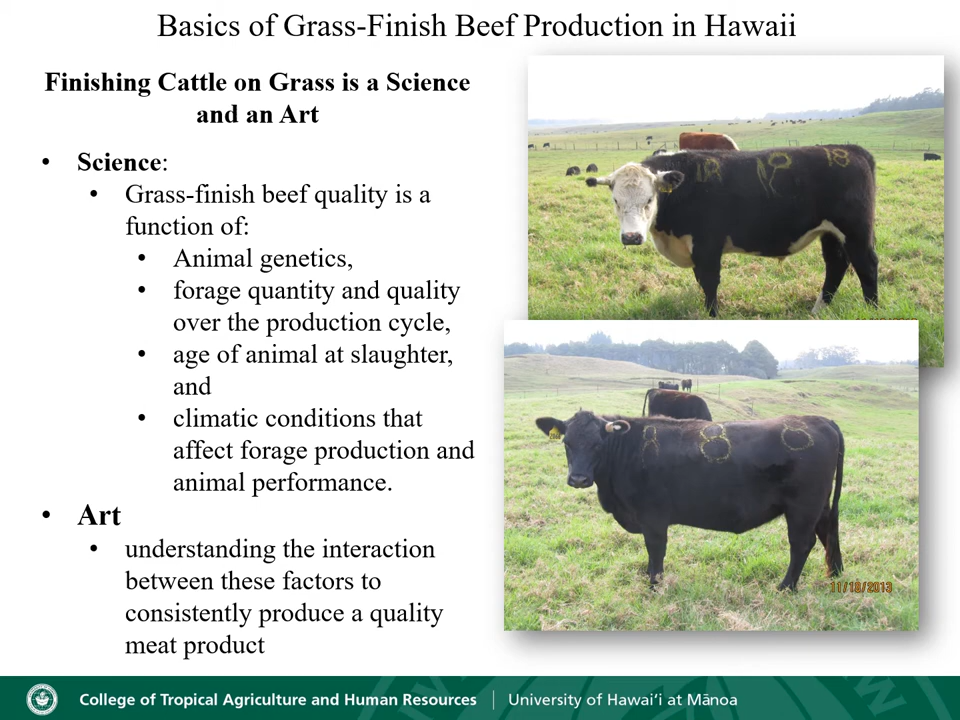 Basics of Grass-Finish Beef Production in Hawaii
Finishing Cattle on Grass is a Science
and an Art
• Science:
• Grass-finish beef quality is a
function of:
• Animal genetics,
• forage quantity and quality
over the production cycle,
• age of animal at slaughter,
and
• climatic conditions that
affect forage production and
animal performance.
• Art
• understanding the interaction
between these factors to
consistently produce a quality
meat product
11/18/2013
College of Tropical Agriculture and Human Resources | University of Hawai‘i at Mānoa